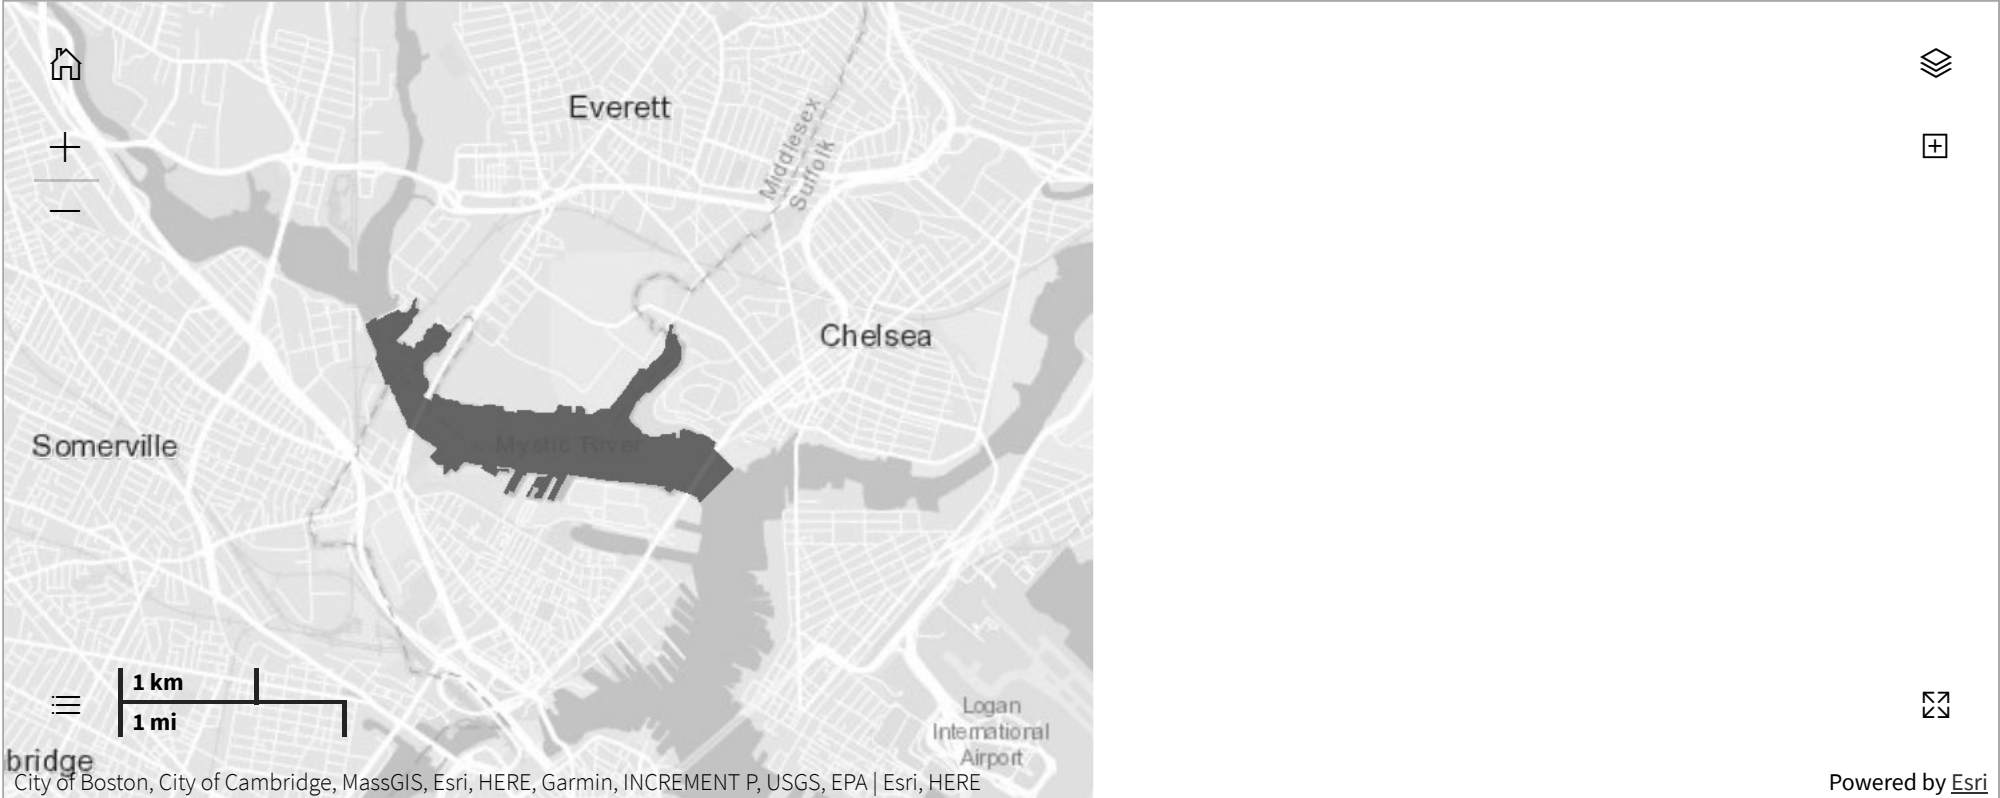 Everett
Middlesex
Suffolk
Chelsea
Somerville
Mystic River
1 km
1 mi
Logan
International
Airport
bridge
City of Boston, City of Cambridge, MassGIS, Esri, HERE, Garmin, INCREMENT P, USGS, EPA | Esri, HERE
Powered by Esri